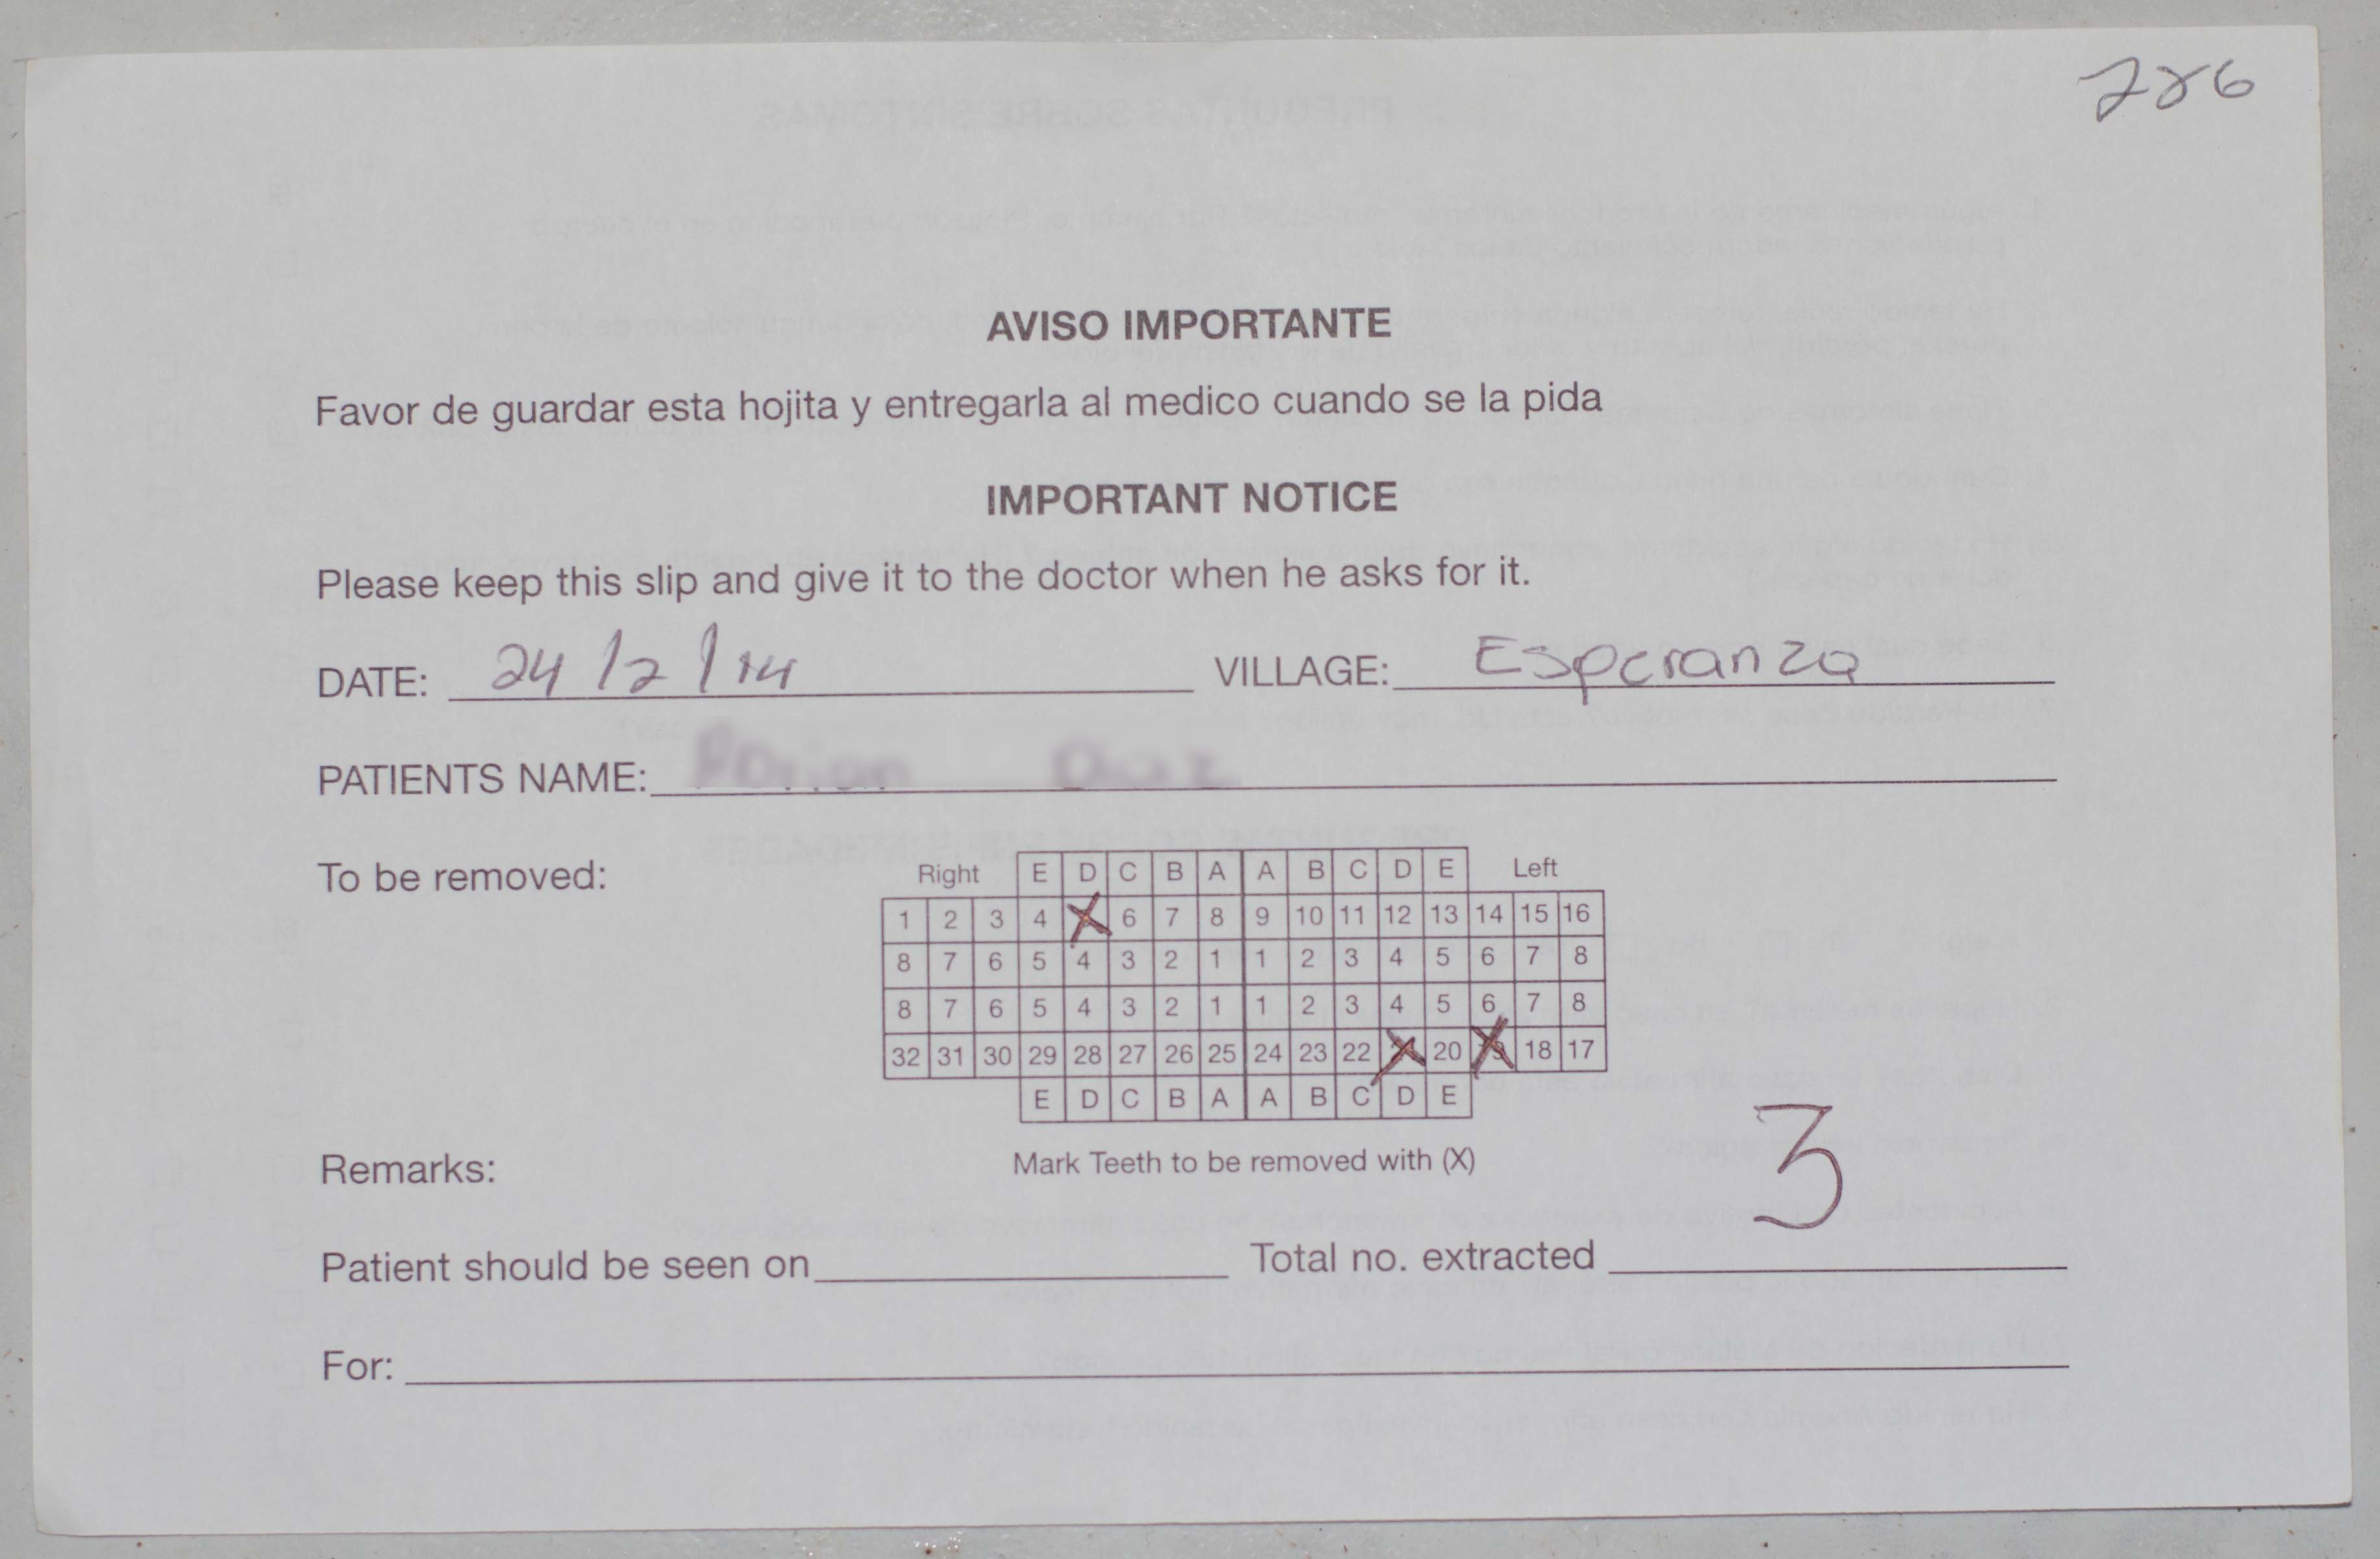 786
AVISO IMPORTANTE
Favor de guardar esta hojita y entregarla al medico cuando se la pida
IMPORTANT NOTICE
Please keep this slip and give it to the doctor when he asks for it.
DATE: 24/2/14 VILLAGE: Esperanza
PATIENTS NAME:
To be removed:
Right E D C B A A B C D E Left
1 2 3 4 X 6 7 8 9 10 11 12 13 14 15 16
8 7 6 5 4 3 2 1 1 2 3 4 5 6 7 8
8 7 6 5 4 3 2 1 1 2 3 4 5 6 7 8
32 31 30 29 28 27 26 25 24 23 22 X 20 X 18 17
E D C B A A B C D E
Remarks: Mark Teeth to be removed with (X)
Patient should be seen on Total no. extracted 3
For: